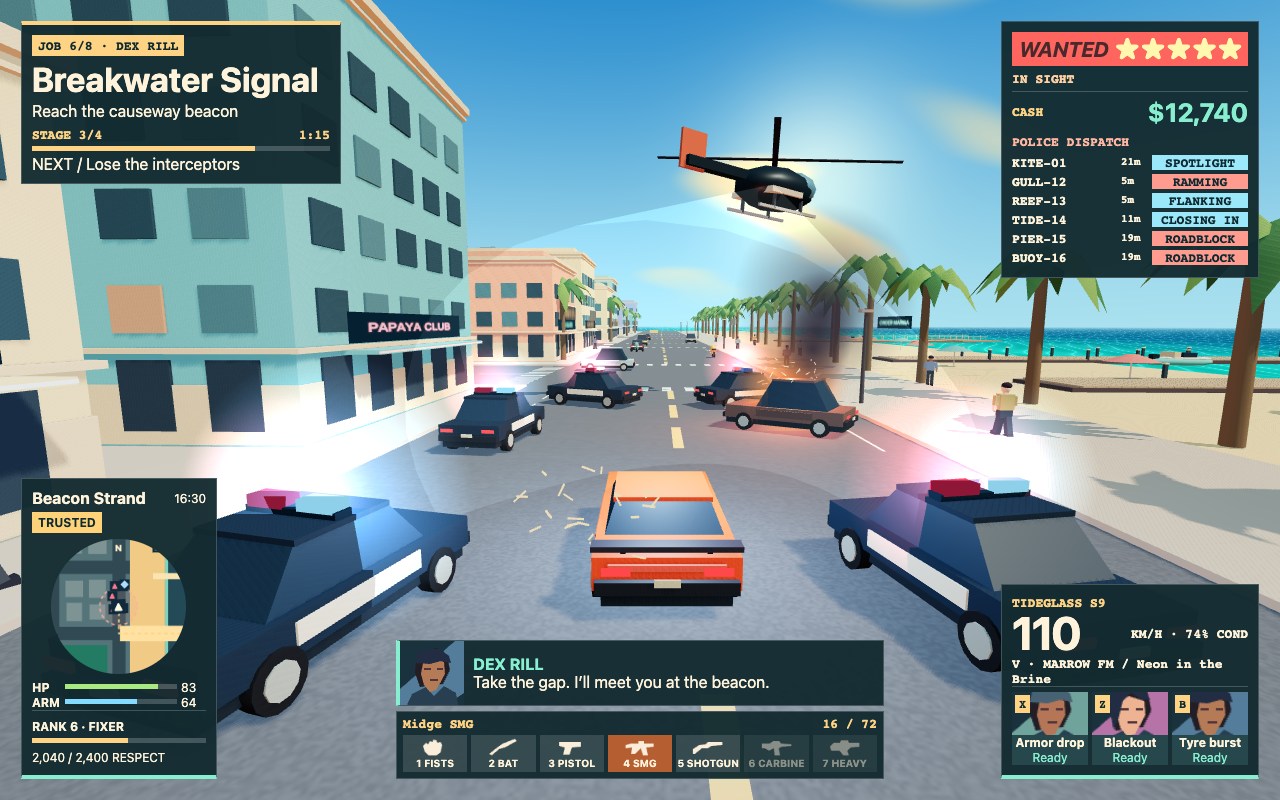 JOB 6/8 · DEX RILL
Breakwater Signal
Reach the causeway beacon
STAGE 3/4 1:15
NEXT / Lose the interceptors
WANTED
IN SIGHT
CASH $12,740
POLICE DISPATCH
KITE-01 21m SPOTLIGHT
GULL-12 5m RAMMING
REEF-13 5m FLANKING
TIDE-14 11m CLOSING IN
PIER-15 19m ROADBLOCK
BUOY-16 19m ROADBLOCK
PAPAYA CLUB
Beacon Strand 16:30
TRUSTED
N
HP 83
ARM 64
RANK 6 · FIXER
2,040 / 2,400 RESPECT
DEX RILL
Take the gap. I’ll meet you at the beacon.
Midge SMG 16 / 72
1 FISTS 2 BAT 3 PISTOL 4 SMG 5 SHOTGUN 6 CARBINE 7 HEAVY
TIDEGLASS S9
110 KM/H · 74% COND
V · MARROW FM / Neon in the
Brine
X Z B
Armor drop Blackout Tyre burst
Ready Ready Ready